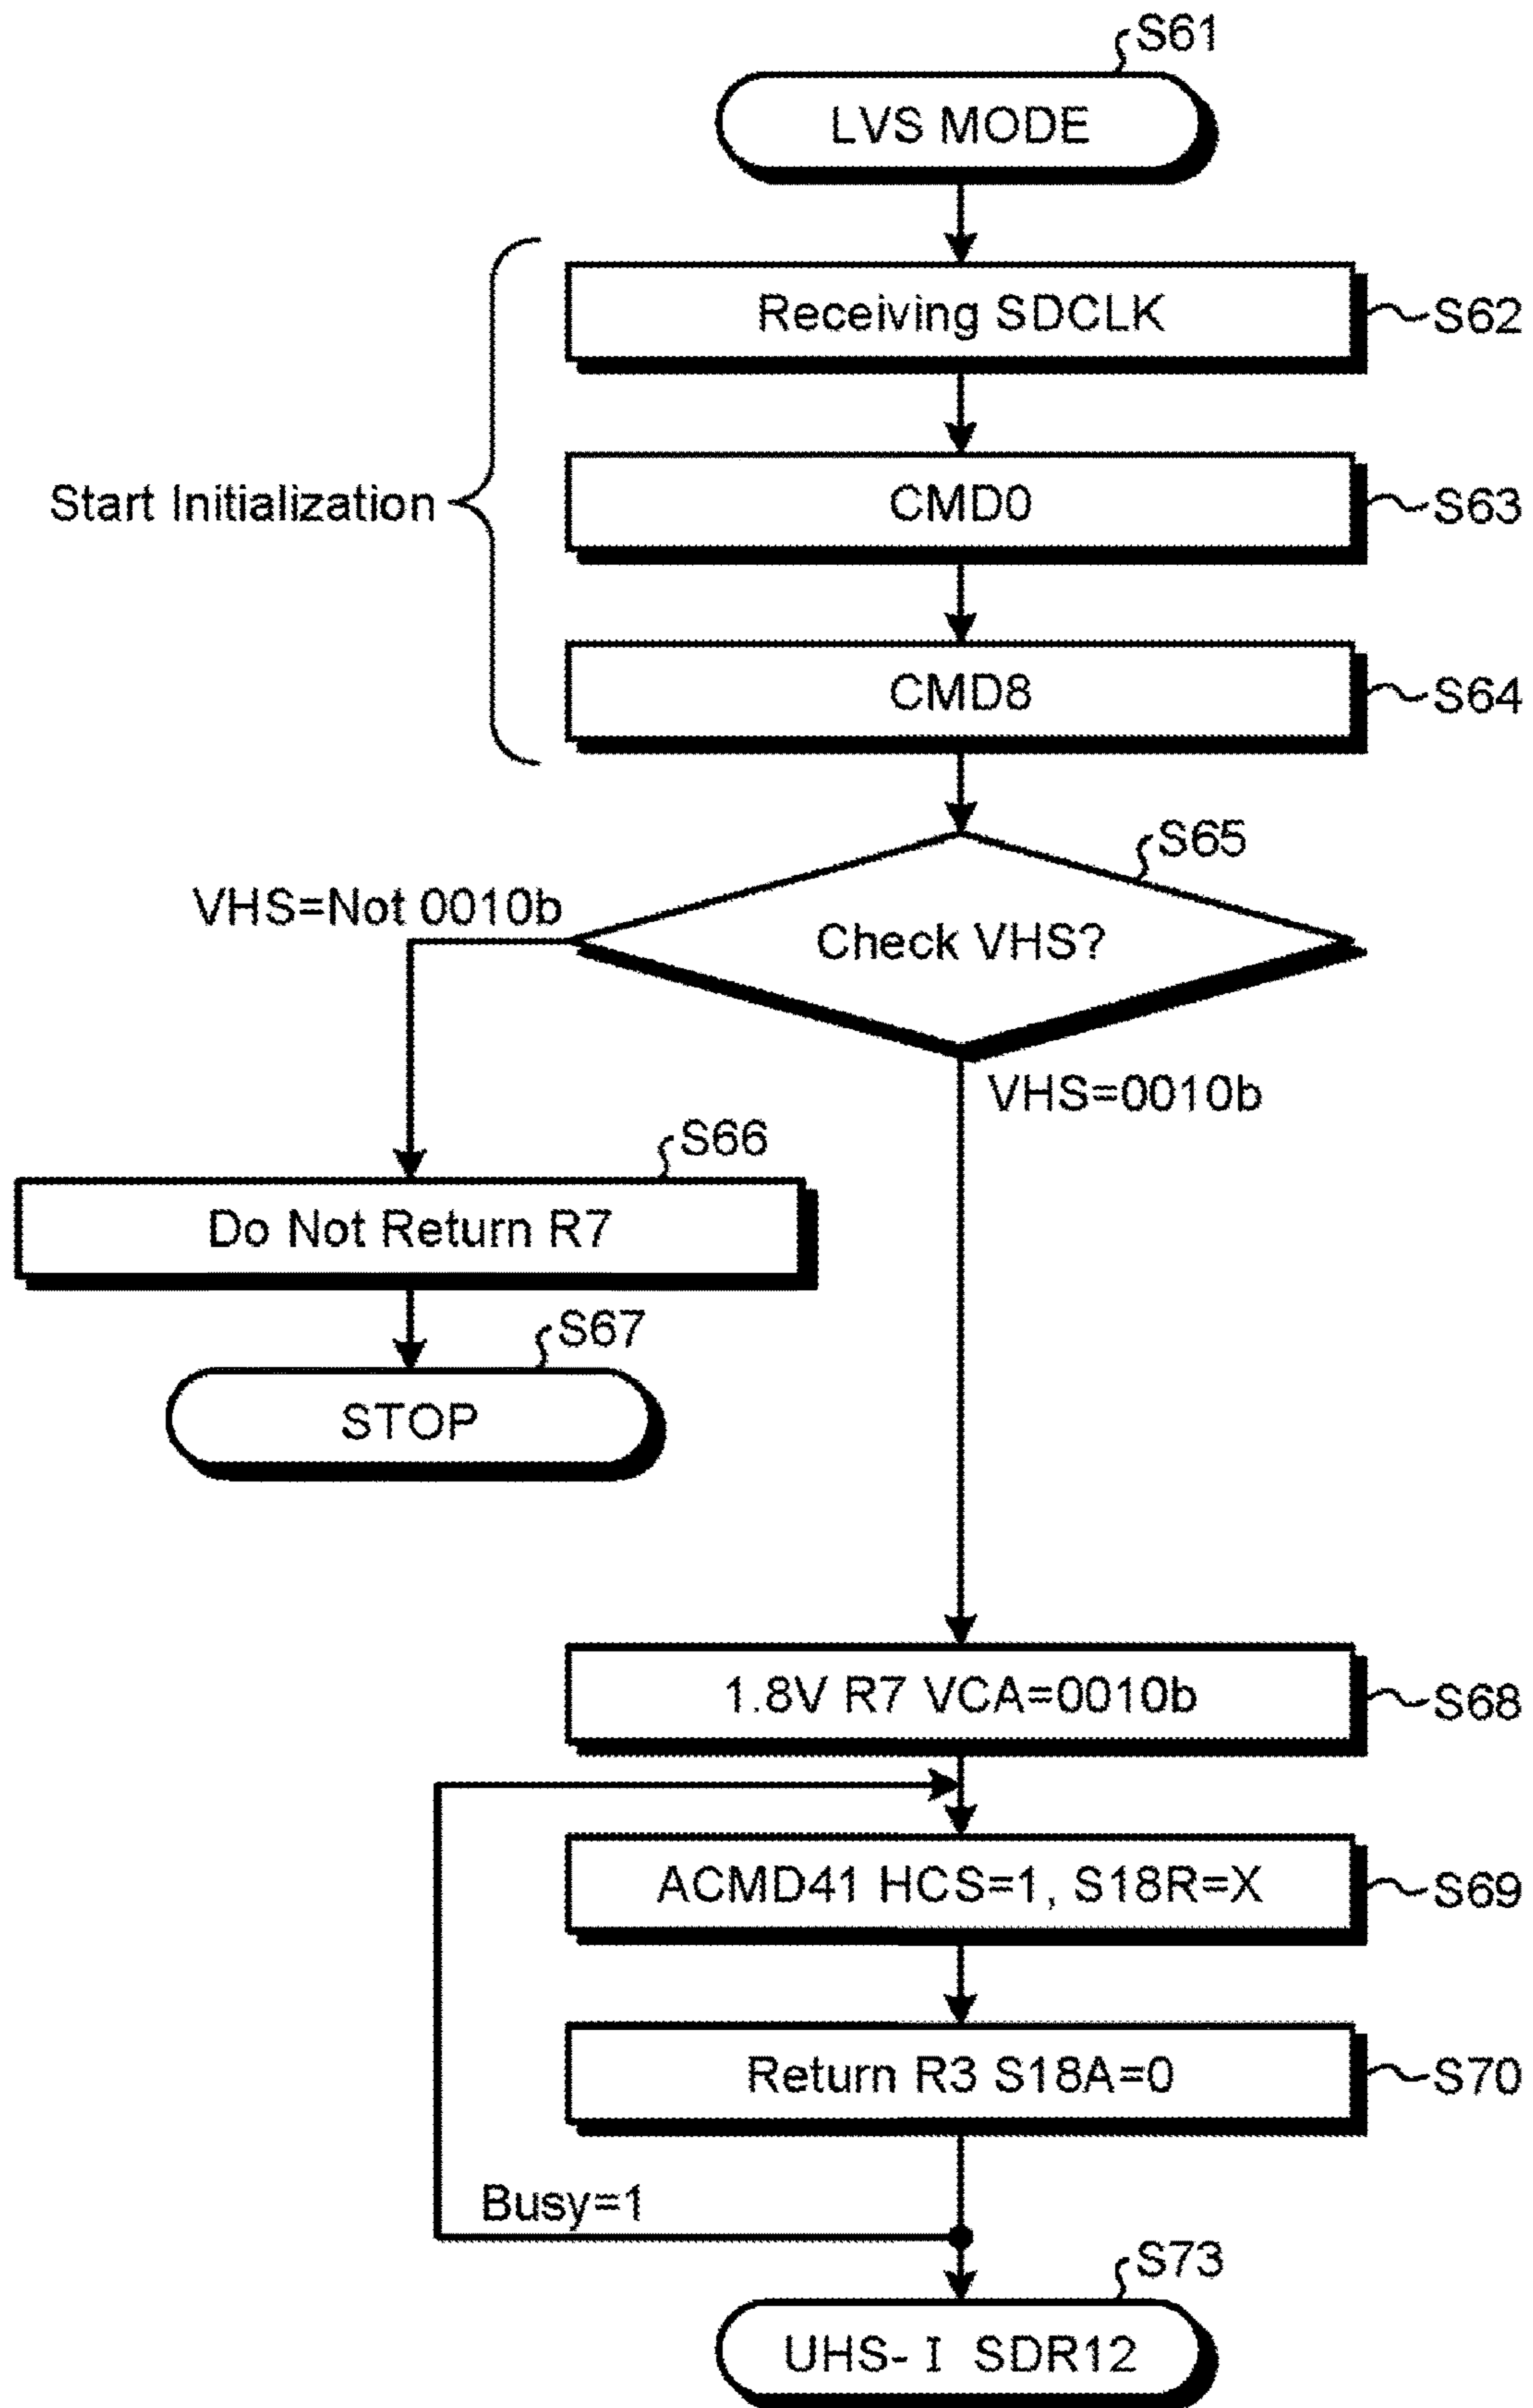 S61
LVS MODE
Receiving SDCLK
S62
Start Initialization
CMD0
S63
CMD8
S64
S65
VHS=Not 0010b
Check VHS?
VHS=0010b
S66
Do Not Return R7
S67
STOP
1.8V R7 VCA=0010b
S68
ACMD41 HCS=1, S18R=X
S69
Return R3 S18A=0
S70
Busy=1
S73
UHS-Ⅰ SDR12